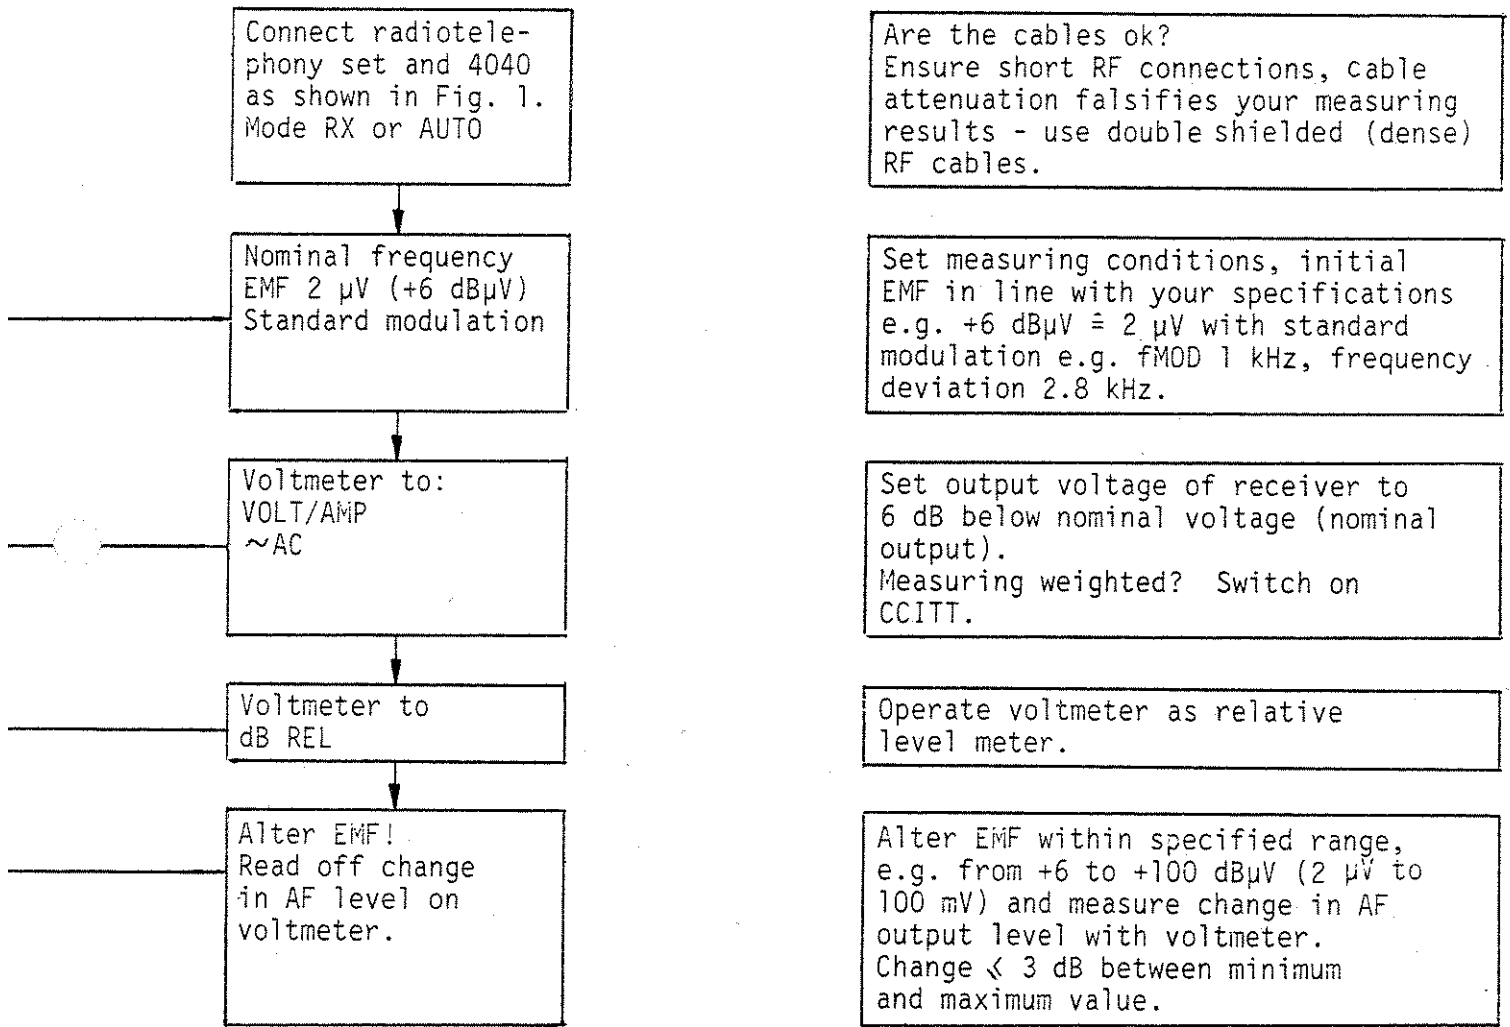 Connect radiotele-
phony set and 4040
as shown in Fig. 1.
Mode RX or AUTO
Are the cables ok?
Ensure short RF connections, cable
attenuation falsifies your measuring
results - use double shielded (dense)
RF cables.
Nominal frequency
EMF 2 µV (+6 dBµV)
Standard modulation
Set measuring conditions, initial
EMF in line with your specifications
e.g. +6 dBµV ≙ 2 µV with standard
modulation e.g. fMOD 1 kHz, frequency
deviation 2.8 kHz.
Voltmeter to:
VOLT/AMP
~AC
Set output voltage of receiver to
6 dB below nominal voltage (nominal
output).
Measuring weighted? Switch on
CCITT.
Voltmeter to
dB REL
Operate voltmeter as relative
level meter.
Alter EMF!
Read off change
in AF level on
voltmeter.
Alter EMF within specified range,
e.g. from +6 to +100 dBµV (2 µV to
100 mV) and measure change in AF
output level with voltmeter.
Change ⩽ 3 dB between minimum
and maximum value.